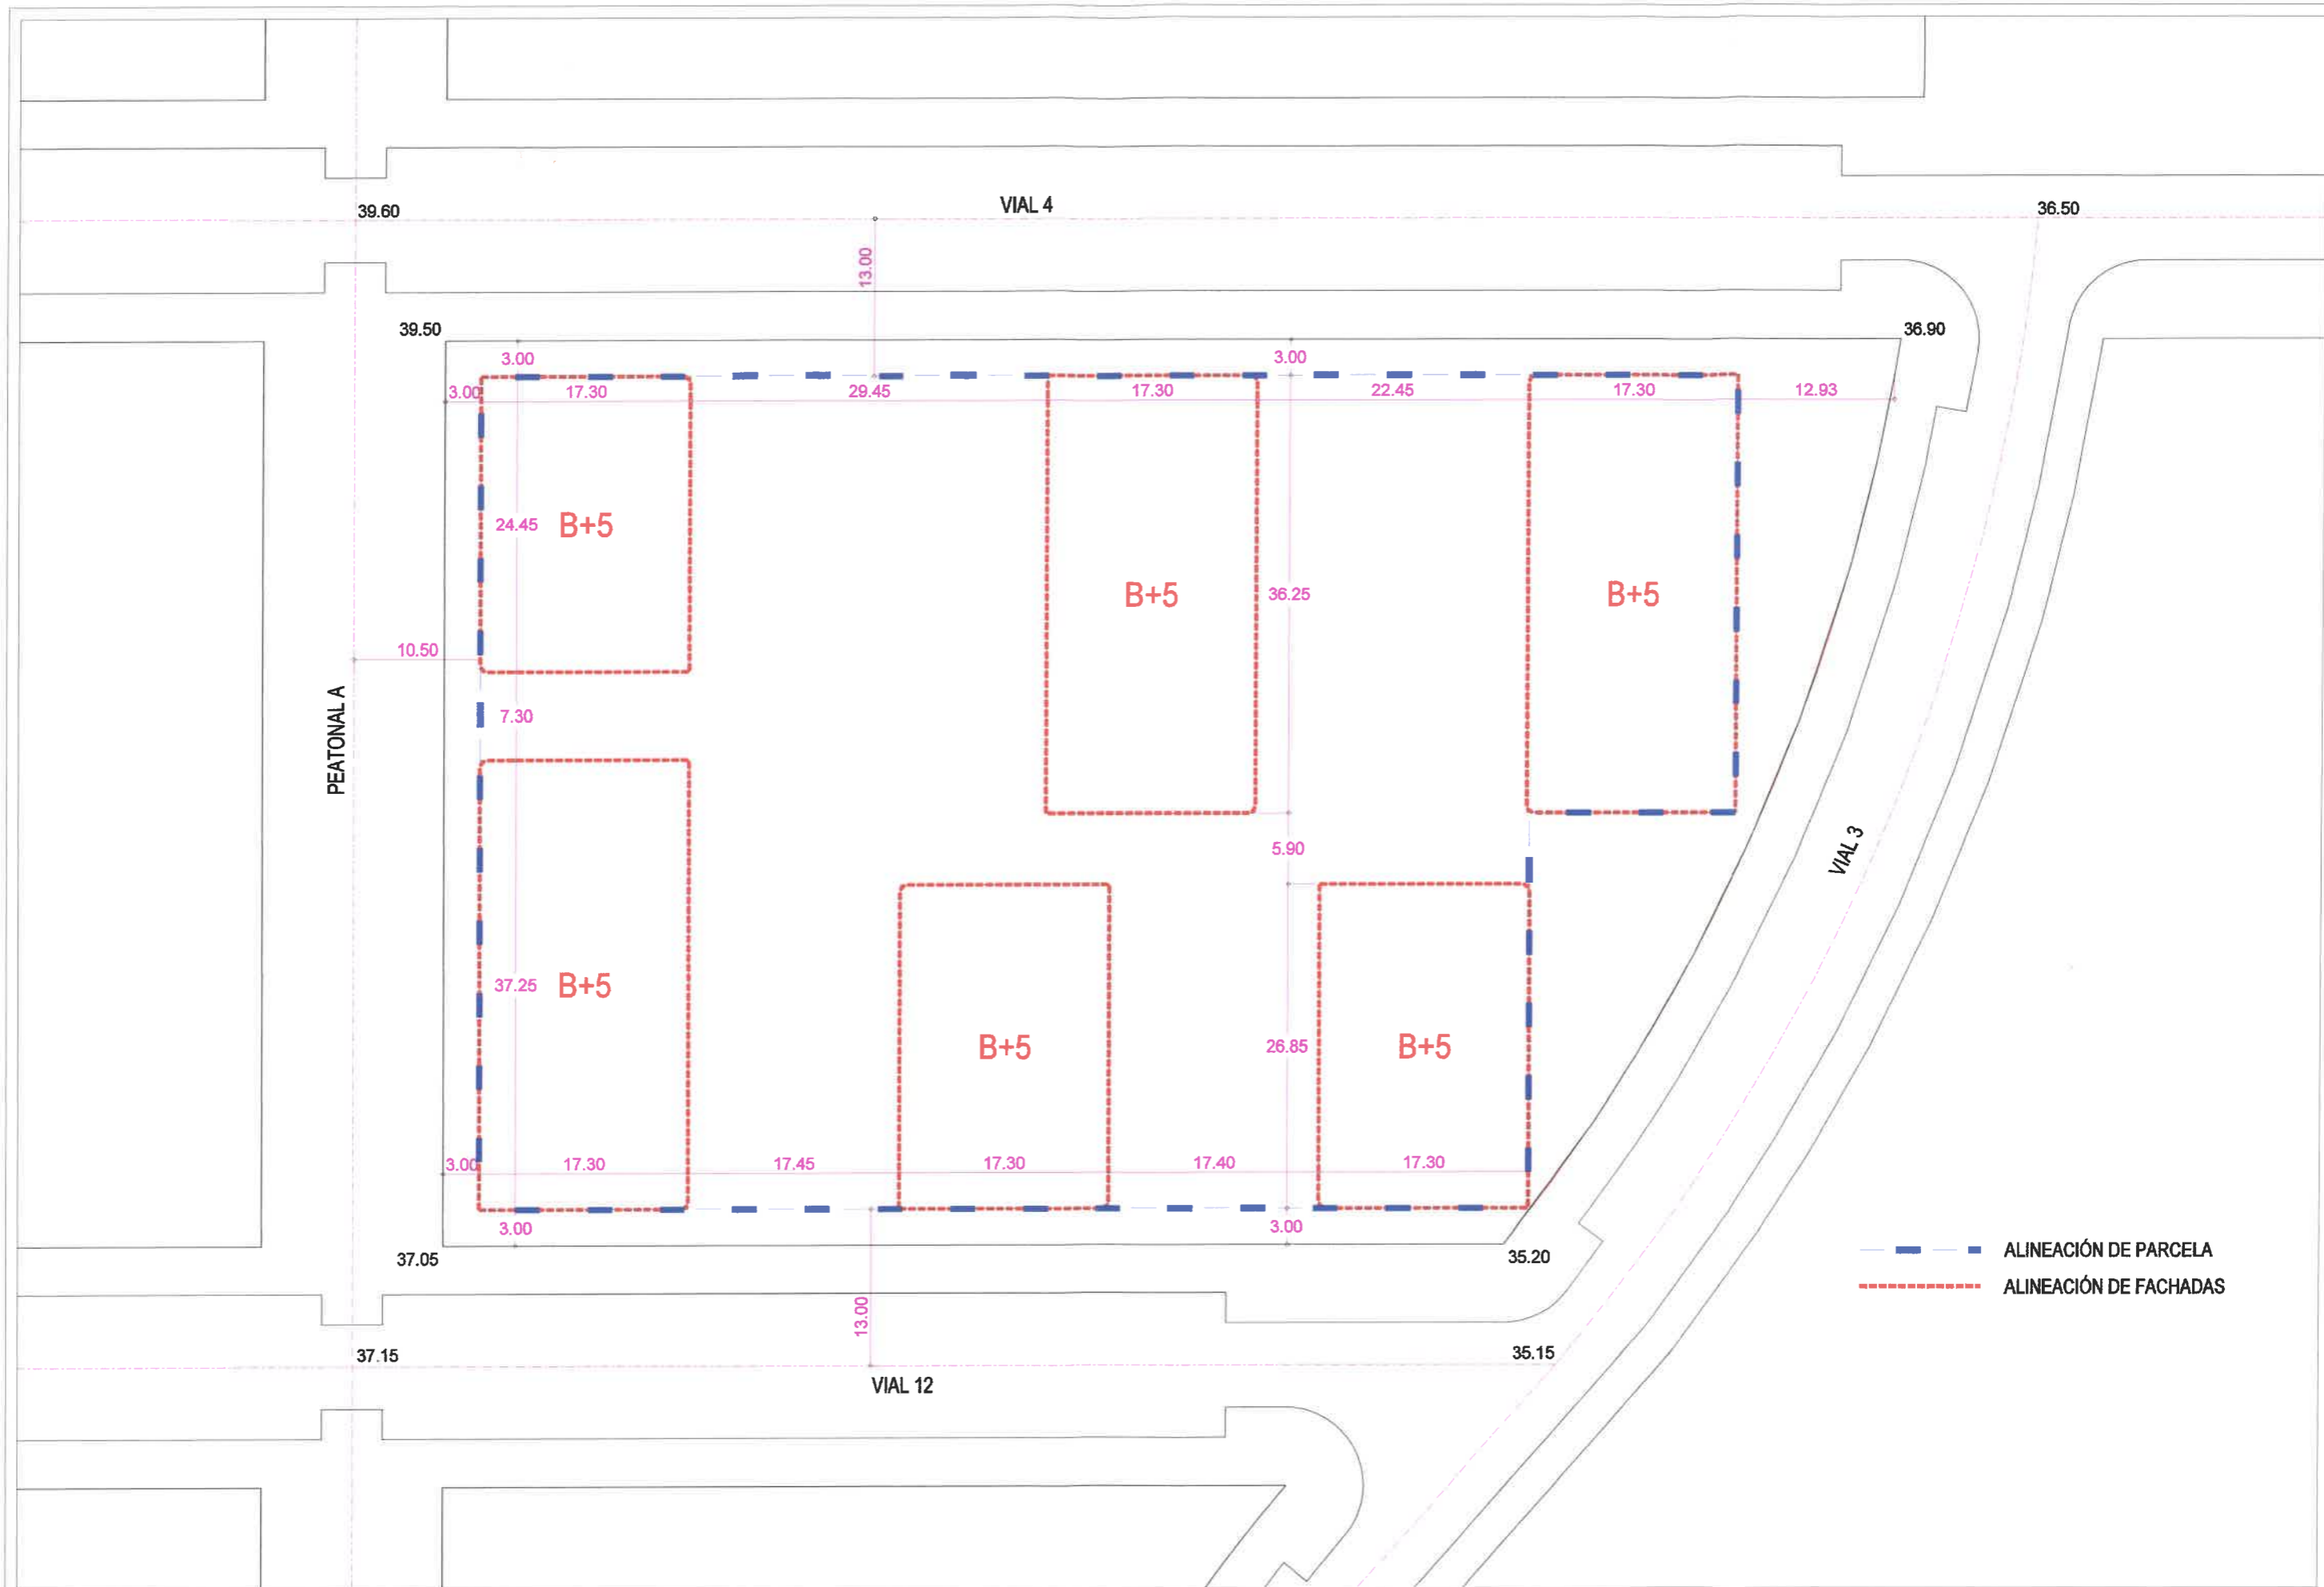 39.60
VIAL 4
36.50
13.00
39.50
36.90
3.00
3.00
3.00
17.30
29.45
17.30
22.45
17.30
12.93
24.45
B+5
B+5
36.25
B+5
10.50
PEATONAL A
7.30
5.90
VIAL 3
37.25
B+5
B+5
26.85
B+5
3.00
17.30
17.45
17.30
17.40
17.30
3.00
3.00
37.05
35.20
ALINEACIÓN DE PARCELA
ALINEACIÓN DE FACHADAS
13.00
37.15
35.15
VIAL 12